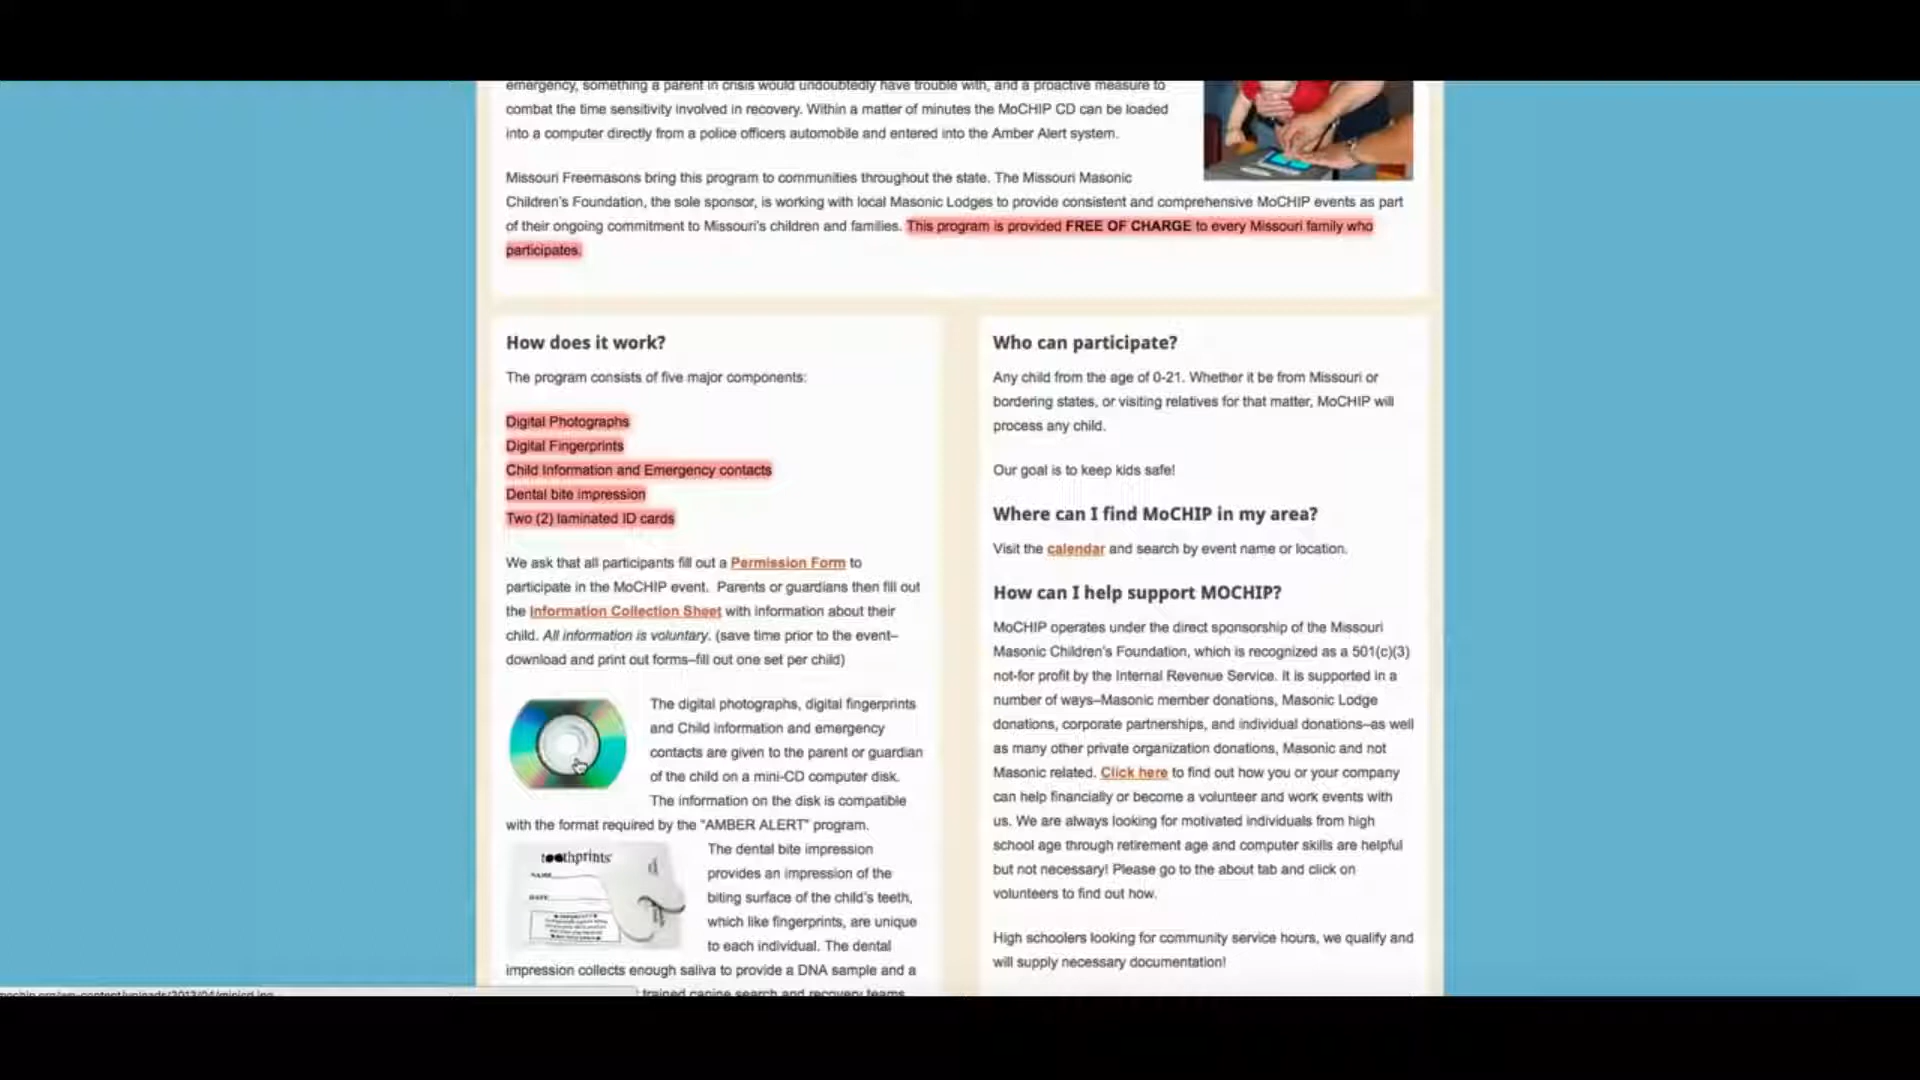 emergency, something a parent in crisis would undoubtedly have trouble with, and a proactive measure to
combat the time sensitivity involved in recovery. Within a matter of minutes the MoCHIP CD can be loaded
into a computer directly from a police officers automobile and entered into the Amber Alert system.
Missouri Freemasons bring this program to communities throughout the state. The Missouri Masonic
Children's Foundation, the sole sponsor, is working with local Masonic Lodges to provide consistent and comprehensive MoCHIP events as part
of their ongoing commitment to Missouri's children and families. This program is provided FREE OF CHARGE to every Missouri family who
participates.
How does it work?
The program consists of five major components:
Digital Photographs
Digital Fingerprints
Child Information and Emergency contacts
Dental bite impression
Two (2) laminated ID cards
We ask that all participants fill out a Permission Form to
participate in the MoCHIP event.  Parents or guardians then fill out
the Information Collection Sheet with information about their
child. All information is voluntary. (save time prior to the event–
download and print out forms–fill out one set per child)
The digital photographs, digital fingerprints
and Child information and emergency
contacts are given to the parent or guardian
of the child on a mini-CD computer disk.
The information on the disk is compatible
with the format required by the "AMBER ALERT" program.
toothprints
NAME
DATE
The dental bite impression
provides an impression of the
biting surface of the child's teeth,
which like fingerprints, are unique
to each individual. The dental
impression collects enough saliva to provide a DNA sample and a
trained canine search and recovery teams
Who can participate?
Any child from the age of 0-21. Whether it be from Missouri or
bordering states, or visiting relatives for that matter, MoCHIP will
process any child.
Our goal is to keep kids safe!
Where can I find MoCHIP in my area?
Visit the calendar and search by event name or location.
How can I help support MOCHIP?
MoCHIP operates under the direct sponsorship of the Missouri
Masonic Children's Foundation, which is recognized as a 501(c)(3)
not-for profit by the Internal Revenue Service. It is supported in a
number of ways–Masonic member donations, Masonic Lodge
donations, corporate partnerships, and individual donations–as well
as many other private organization donations, Masonic and not
Masonic related. Click here to find out how you or your company
can help financially or become a volunteer and work events with
us. We are always looking for motivated individuals from high
school age through retirement age and computer skills are helpful
but not necessary! Please go to the about tab and click on
volunteers to find out how.
High schoolers looking for community service hours, we qualify and
will supply necessary documentation!